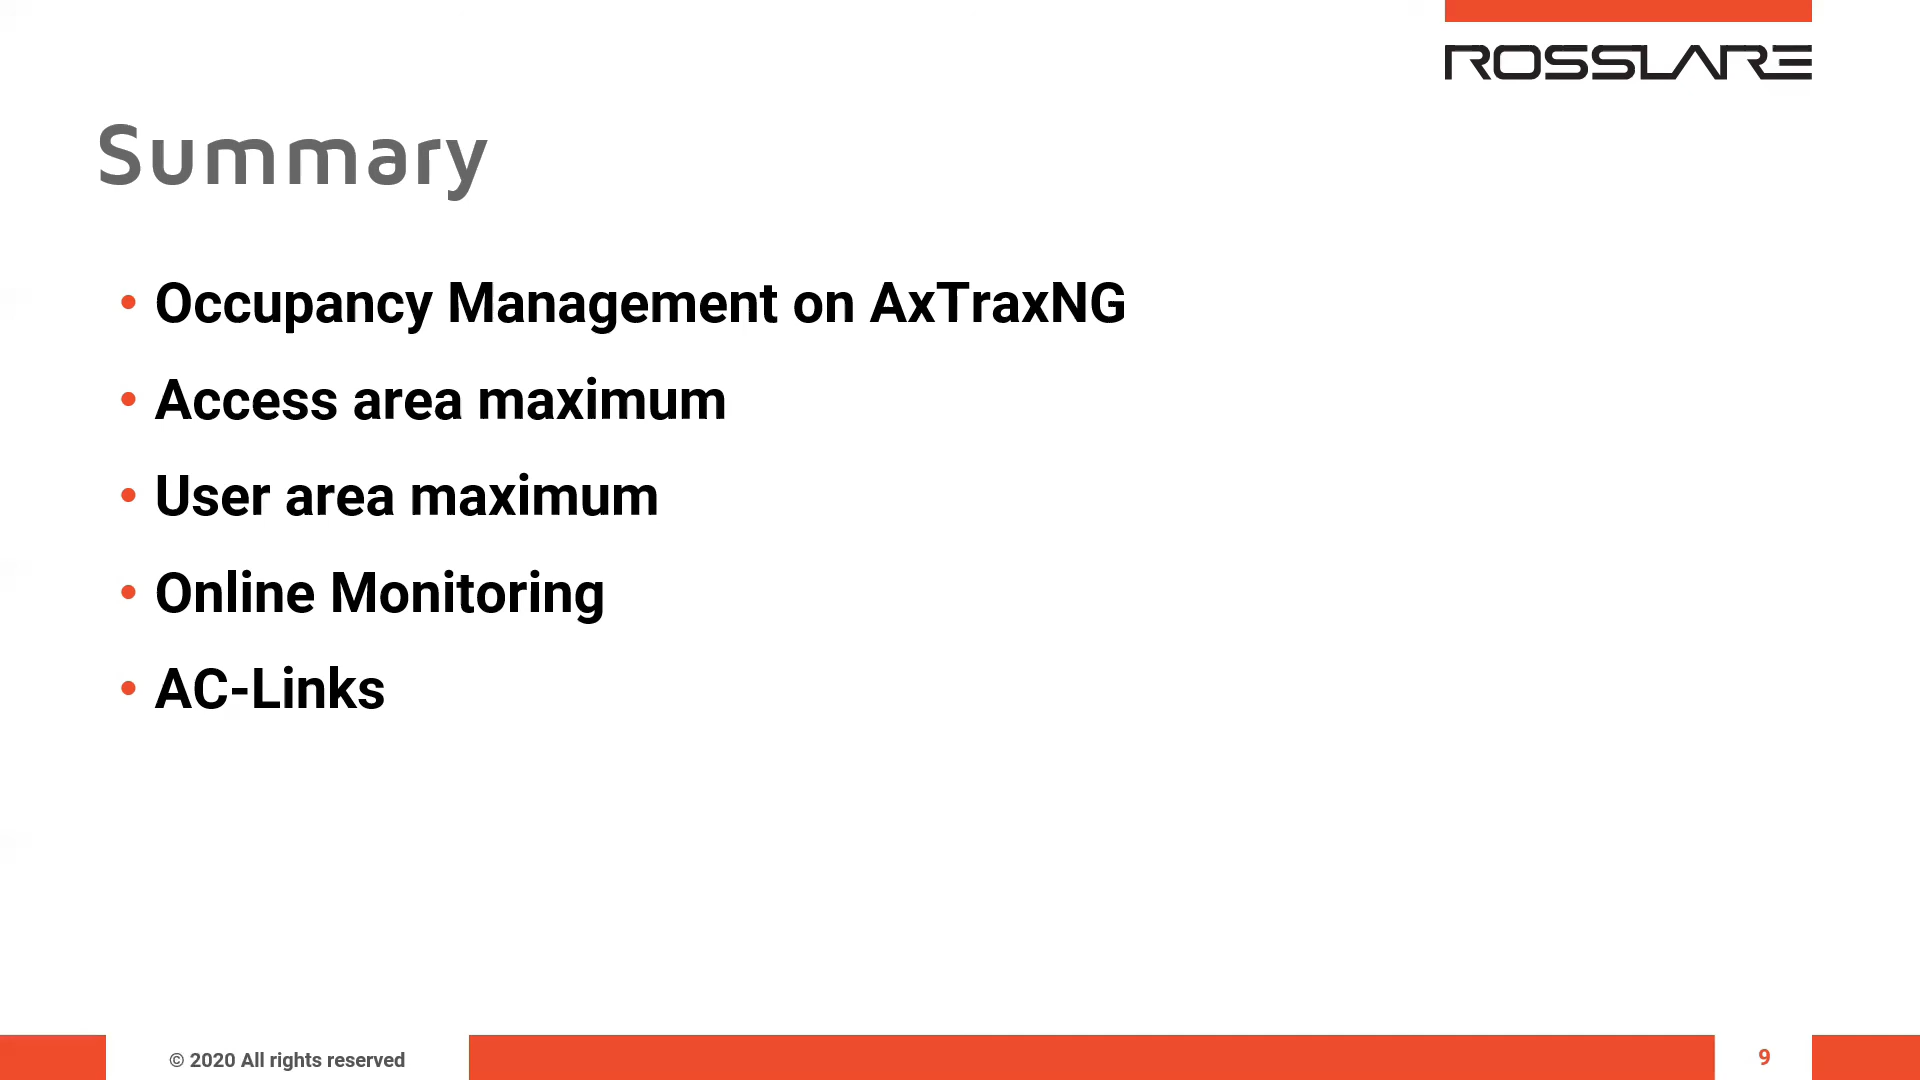 ROSSLARE
Summary
• Occupancy Management on AxTraxNG
• Access area maximum
• User area maximum
• Online Monitoring
• AC-Links
© 2020 All rights reserved
9